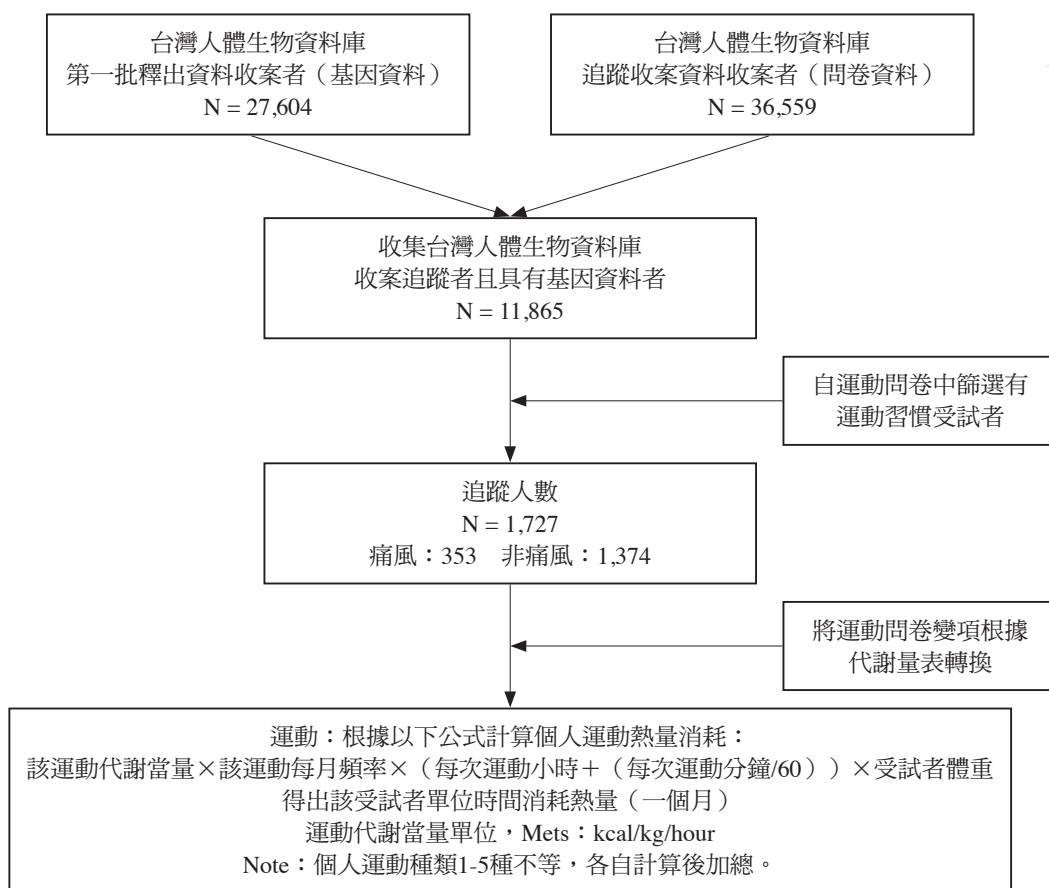 台灣人體生物資料庫
第一批釋出資料收案者（基因資料）
N = 27,604
台灣人體生物資料庫
追蹤收案資料收案者（問卷資料）
N = 36,559
收集台灣人體生物資料庫
收案追蹤者且具有基因資料者
N = 11,865
自運動問卷中篩選有
運動習慣受試者
追蹤人數
N = 1,727
痛風：353　非痛風：1,374
將運動問卷變項根據
代謝量表轉換
運動：根據以下公式計算個人運動熱量消耗：
該運動代謝當量×該運動每月頻率×（每次運動小時＋（每次運動分鐘/60））×受試者體重
得出該受試者單位時間消耗熱量（一個月）
運動代謝當量單位，Mets：kcal/kg/hour
Note：個人運動種類1-5種不等，各自計算後加總。